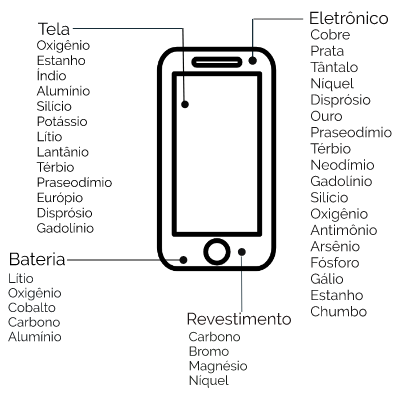 Tela
Oxigênio
Estanho
Índio
Alumínio
Silício
Potássio
Lítio
Lantânio
Térbio
Praseodímio
Európio
Disprósio
Gadolínio
Eletrônico
Cobre
Prata
Tântalo
Níquel
Disprósio
Ouro
Praseodímio
Térbio
Neodímio
Gadolínio
Silício
Oxigênio
Antimônio
Arsênio
Fósforo
Gálio
Estanho
Chumbo
Bateria
Lítio
Oxigênio
Cobalto
Carbono
Alumínio
Revestimento
Carbono
Bromo
Magnésio
Níquel